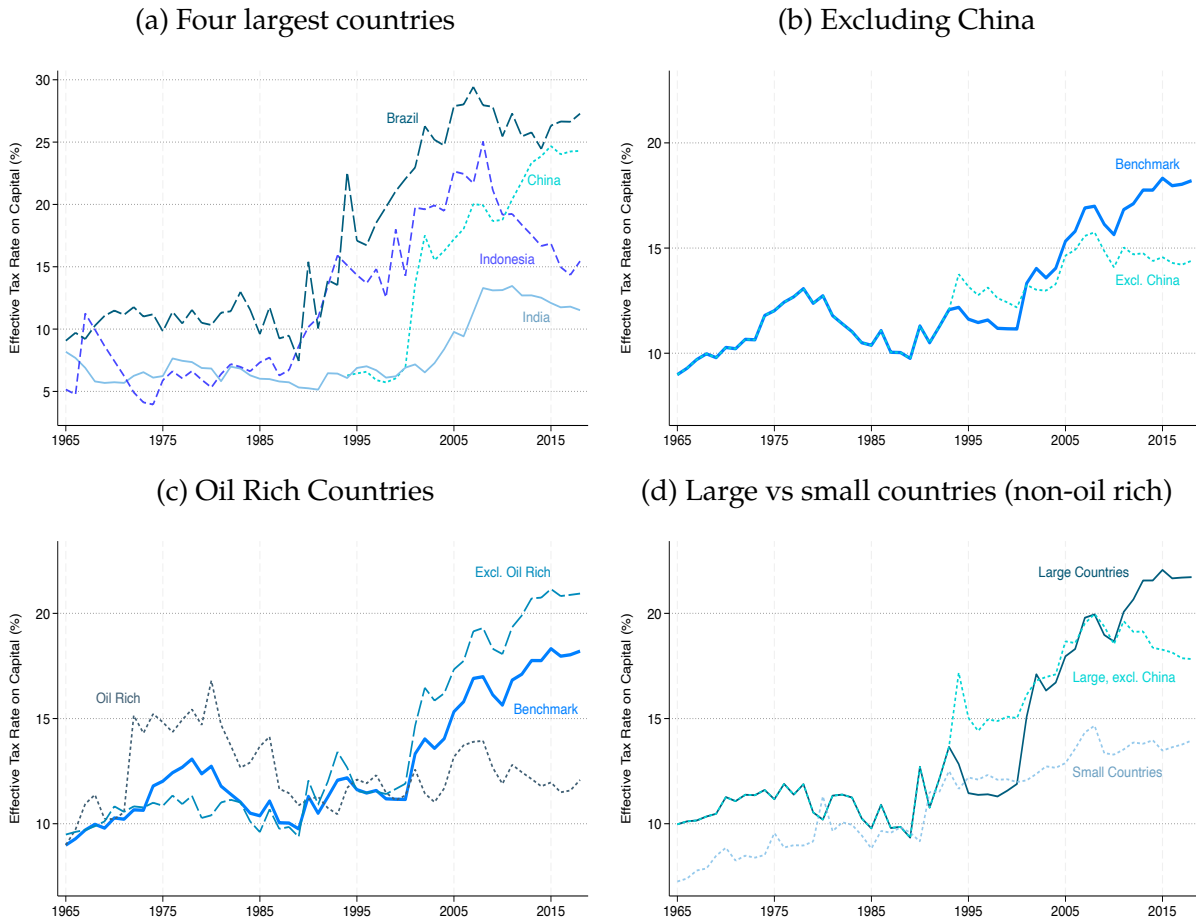 (a) Four largest countries
Effective Tax Rate on Capital (%)
30
25
20
15
10
5
Brazil
China
Indonesia
India
1965 1975 1985 1995 2005 2015
(b) Excluding China
Effective Tax Rate on Capital (%)
20
15
10
Benchmark
Excl. China
1965 1975 1985 1995 2005 2015
(c) Oil Rich Countries
Effective Tax Rate on Capital (%)
20
15
10
Excl. Oil Rich
Oil Rich
Benchmark
1965 1975 1985 1995 2005 2015
(d) Large vs small countries (non-oil rich)
Effective Tax Rate on Capital (%)
20
15
10
Large Countries
Large, excl. China
Small Countries
1965 1975 1985 1995 2005 2015